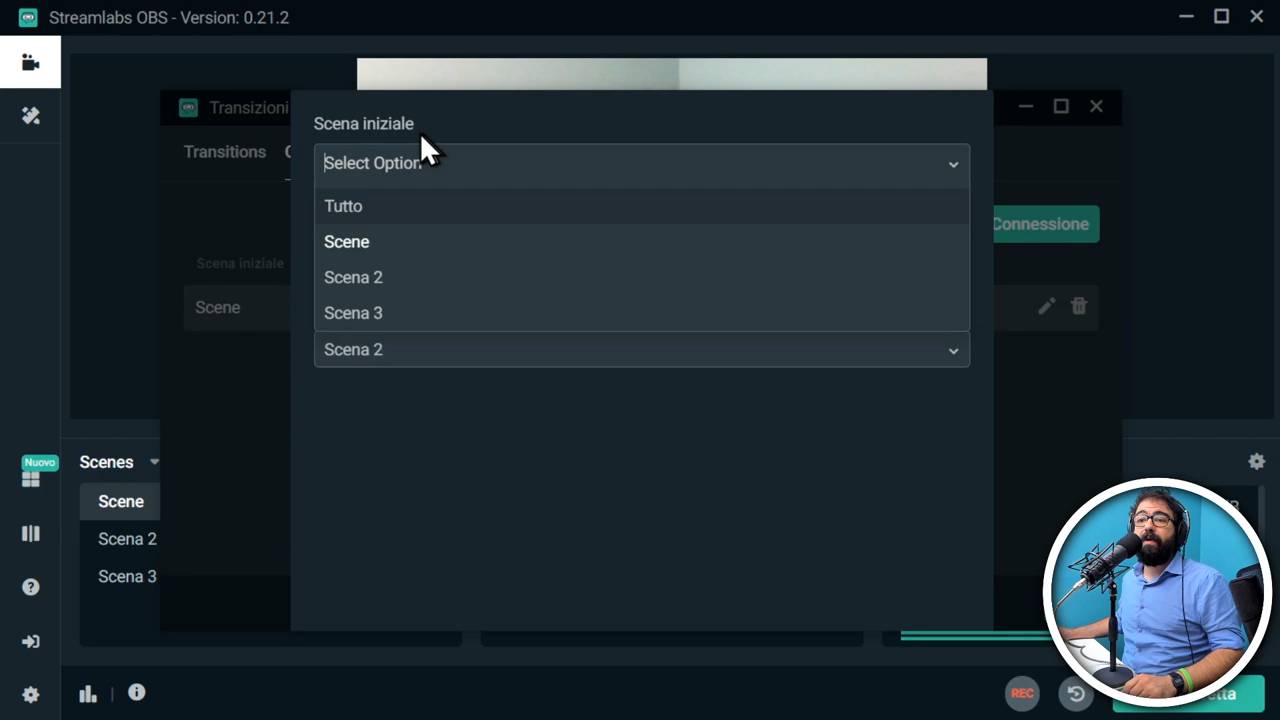 Streamlabs OBS - Version: 0.21.2
Transizioni
Scena iniziale
Transitions
Select Option
Tutto
Connessione
Scene
Scena iniziale
Scena 2
Scene
Scena 3
Scena 2
Nuovo
Scenes
Scene
Scena 2
Scena 3
REC